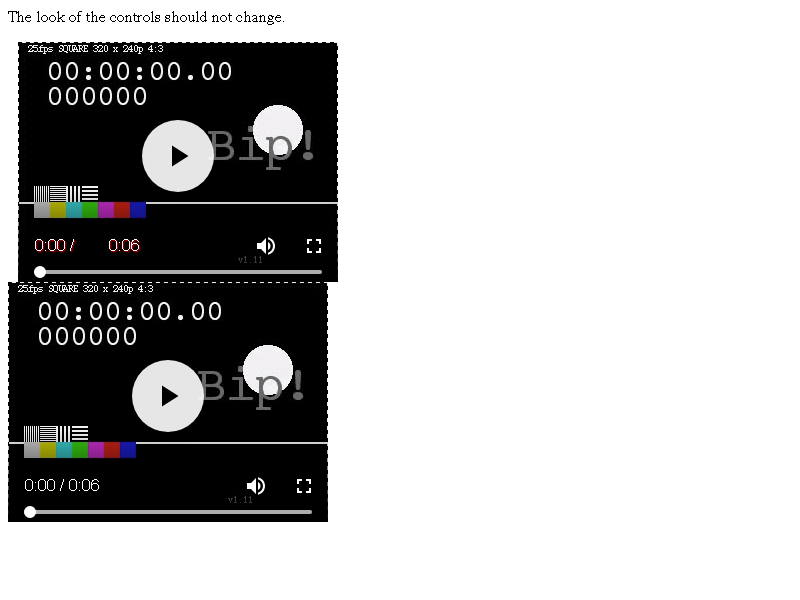 The look of the controls should not change.
25fps SQUARE 320 x 240p 4:3
00:00:00.00
000000
Bip!
0:00 / 0:06
v1.11
25fps SQUARE 320 x 240p 4:3
00:00:00.00
000000
Bip!
0:00 / 0:06
v1.11